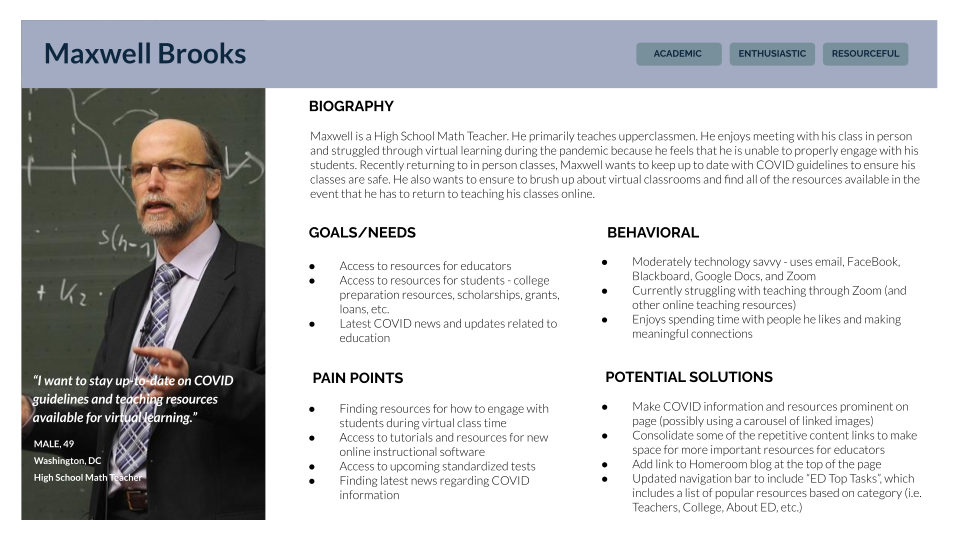 Maxwell Brooks
ACADEMIC
ENTHUSIASTIC
RESOURCEFUL
BIOGRAPHY
Maxwell is a High School Math Teacher. He primarily teaches upperclassmen. He enjoys meeting with his class in person
and struggled through virtual learning during the pandemic because he feels that he is unable to properly engage with his
students. Recently returning to in person classes, Maxwell wants to keep up to date with COVID guidelines to ensure his
classes are safe. He also wants to ensure to brush up about virtual classrooms and find all of the resources available in the
event that he has to return to teaching his classes online.
GOALS/NEEDS
● Access to resources for educators
● Access to resources for students - college
preparation resources, scholarships, grants,
loans, etc.
● Latest COVID news and updates related to
education
BEHAVIORAL
● Moderately technology savvy - uses email, FaceBook,
Blackboard, Google Docs, and Zoom
● Currently struggling with teaching through Zoom (and
other online teaching resources)
● Enjoys spending time with people he likes and making
meaningful connections
PAIN POINTS
● Finding resources for how to engage with
students during virtual class time
● Access to tutorials and resources for new
online instructional software
● Access to upcoming standardized tests
● Finding latest news regarding COVID
information
POTENTIAL SOLUTIONS
● Make COVID information and resources prominent on
page (possibly using a carousel of linked images)
● Consolidate some of the repetitive content links to make
space for more important resources for educators
● Add link to Homeroom blog at the top of the page
● Updated navigation bar to include “ED Top Tasks”, which
includes a list of popular resources based on category (i.e.
Teachers, College, About ED, etc.)
“I want to stay up-to-date on COVID
guidelines and teaching resources
available for virtual learning.”
MALE, 49
Washington, DC
High School Math Teacher